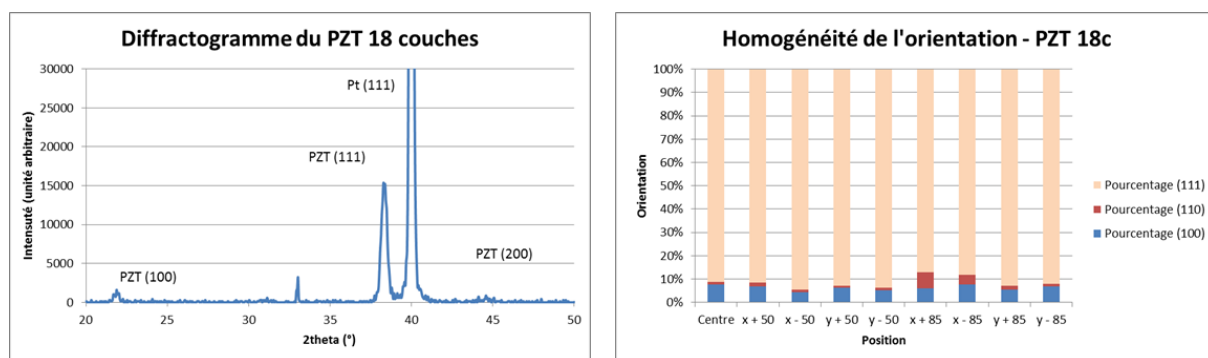 Diffractogramme du PZT 18 couches
Intensuté (unité arbitraire)
30000
25000
20000
15000
10000
5000
0
Pt (111)
PZT (111)
PZT (100)
PZT (200)
20 25 30 35 40 45 50
2theta (°)
Homogénéité de l'orientation - PZT 18c
Orientation
100%
90%
80%
70%
60%
50%
40%
30%
20%
10%
0%
Centre x + 50 x - 50 y + 50 y - 50 x + 85 x - 85 y + 85 y - 85
Position
Pourcentage (111)
Pourcentage (110)
Pourcentage (100)